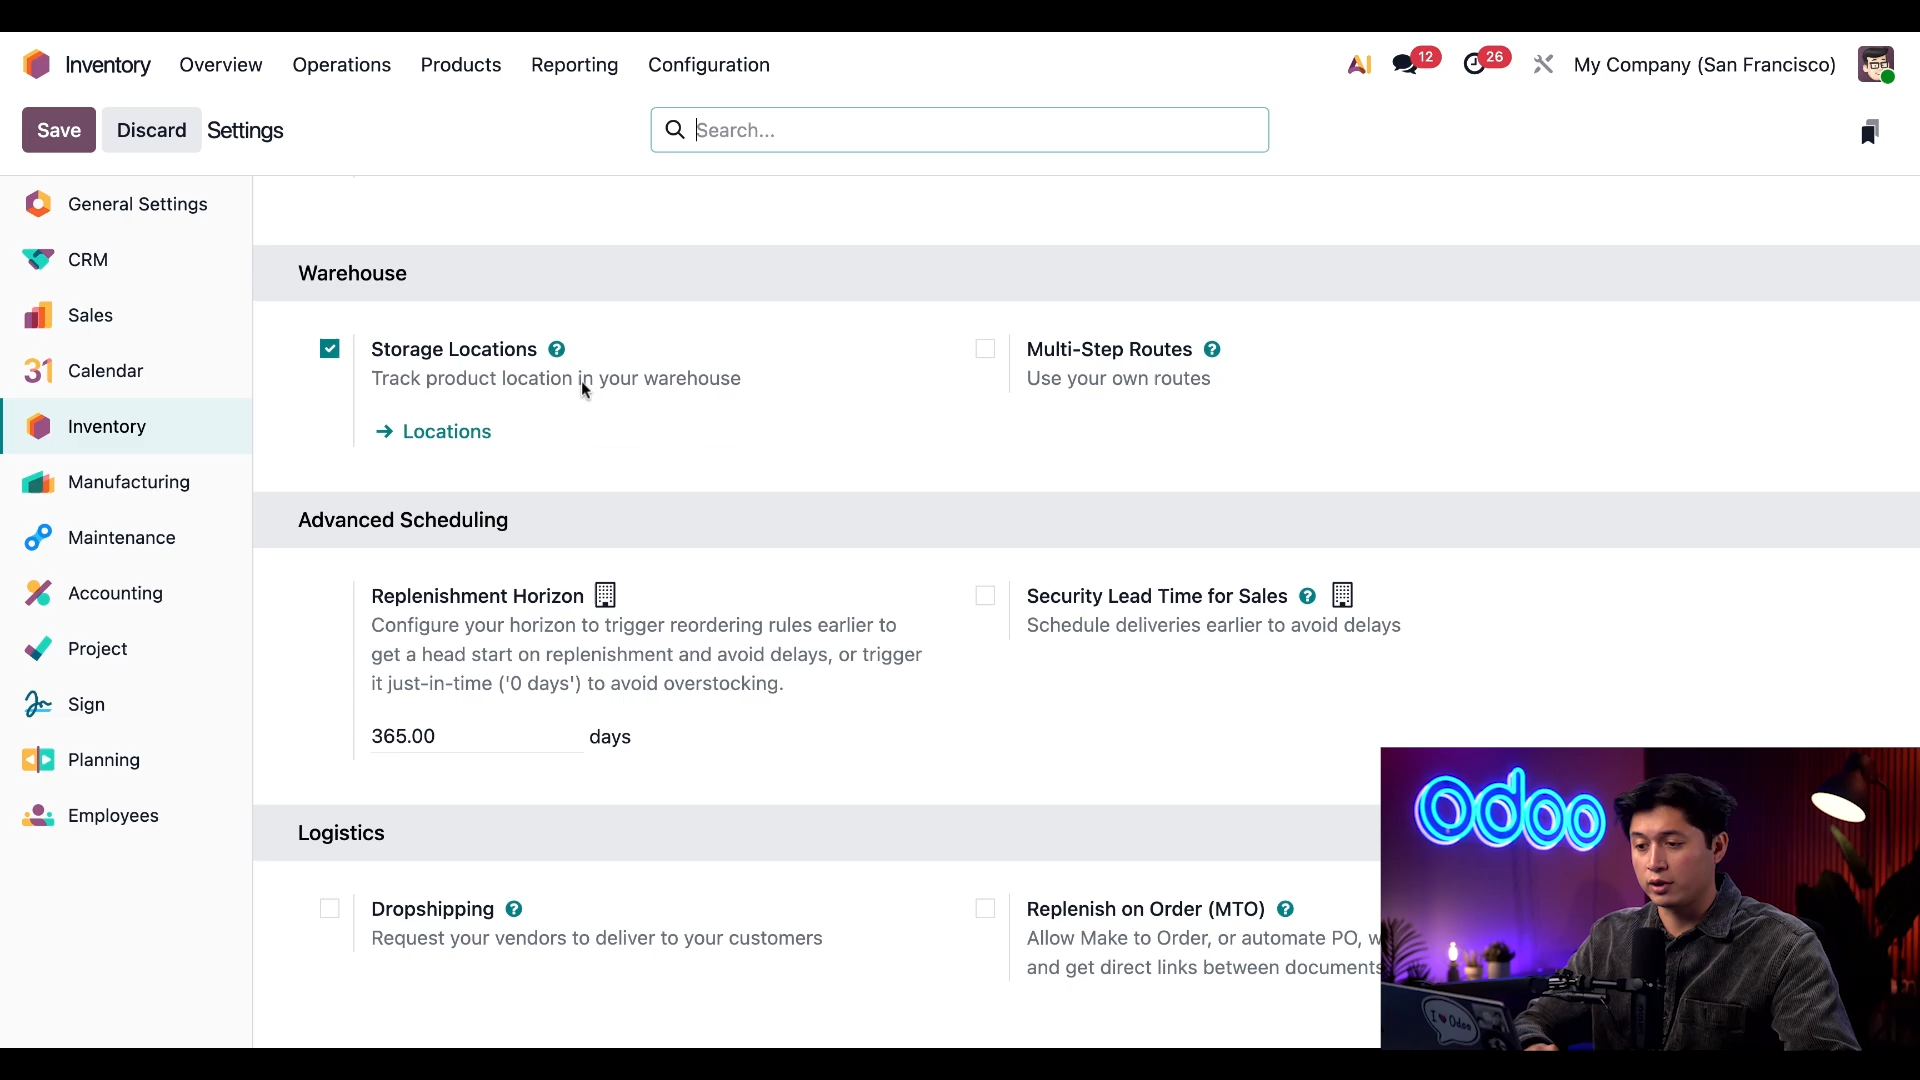 Inventory Overview Operations Products Reporting Configuration AI 12 26 My Company (San Francisco)
Save Discard Settings Search...
General Settings
CRM
Sales
31 Calendar
Inventory
Manufacturing
Maintenance
Accounting
Project
Sign
Planning
Employees
Warehouse
Storage Locations ?
Track product location in your warehouse
→ Locations
Multi-Step Routes ?
Use your own routes
Advanced Scheduling
Replenishment Horizon
Configure your horizon to trigger reordering rules earlier to
get a head start on replenishment and avoid delays, or trigger
it just-in-time ('0 days') to avoid overstocking.
365.00 days
Security Lead Time for Sales ?
Schedule deliveries earlier to avoid delays
Logistics
Dropshipping ?
Request your vendors to deliver to your customers
Replenish on Order (MTO) ?
Allow Make to Order, or automate PO,
and get direct links between documents
odoo
I ♥ Odoo